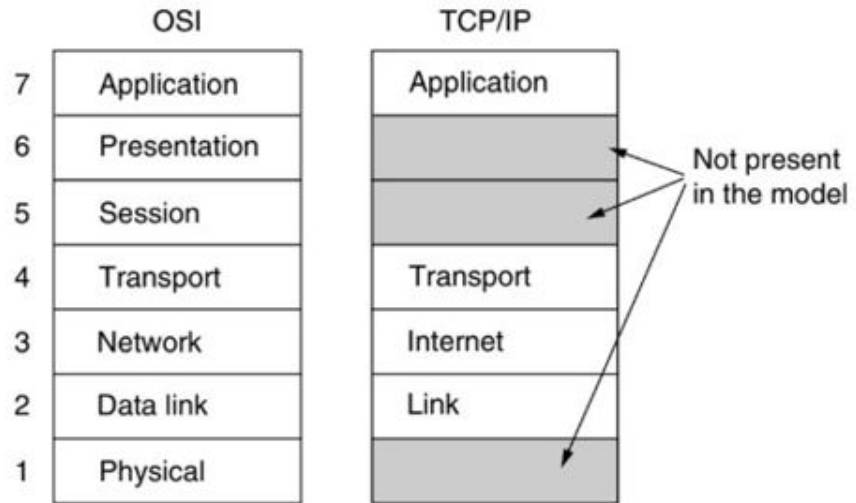 OSI TCP/IP
7 Application Application
6 Presentation
5 Session
4 Transport Transport
3 Network Internet
2 Data link Link
1 Physical
Not present
in the model